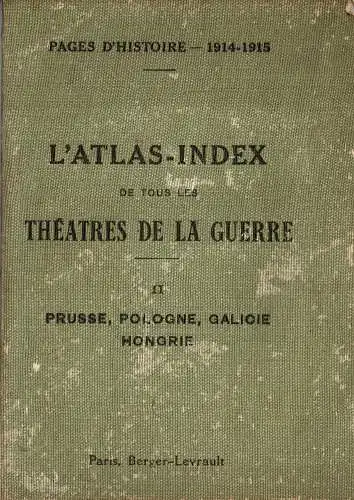 PAGES D'HISTOIRE — 1914-1915
L'ATLAS-INDEX
DE TOUS LES
THÉATRES DE LA GUERRE
II
PRUSSE, POLOGNE, GALICIE
HONGRIE
Paris, Berger-Levrault